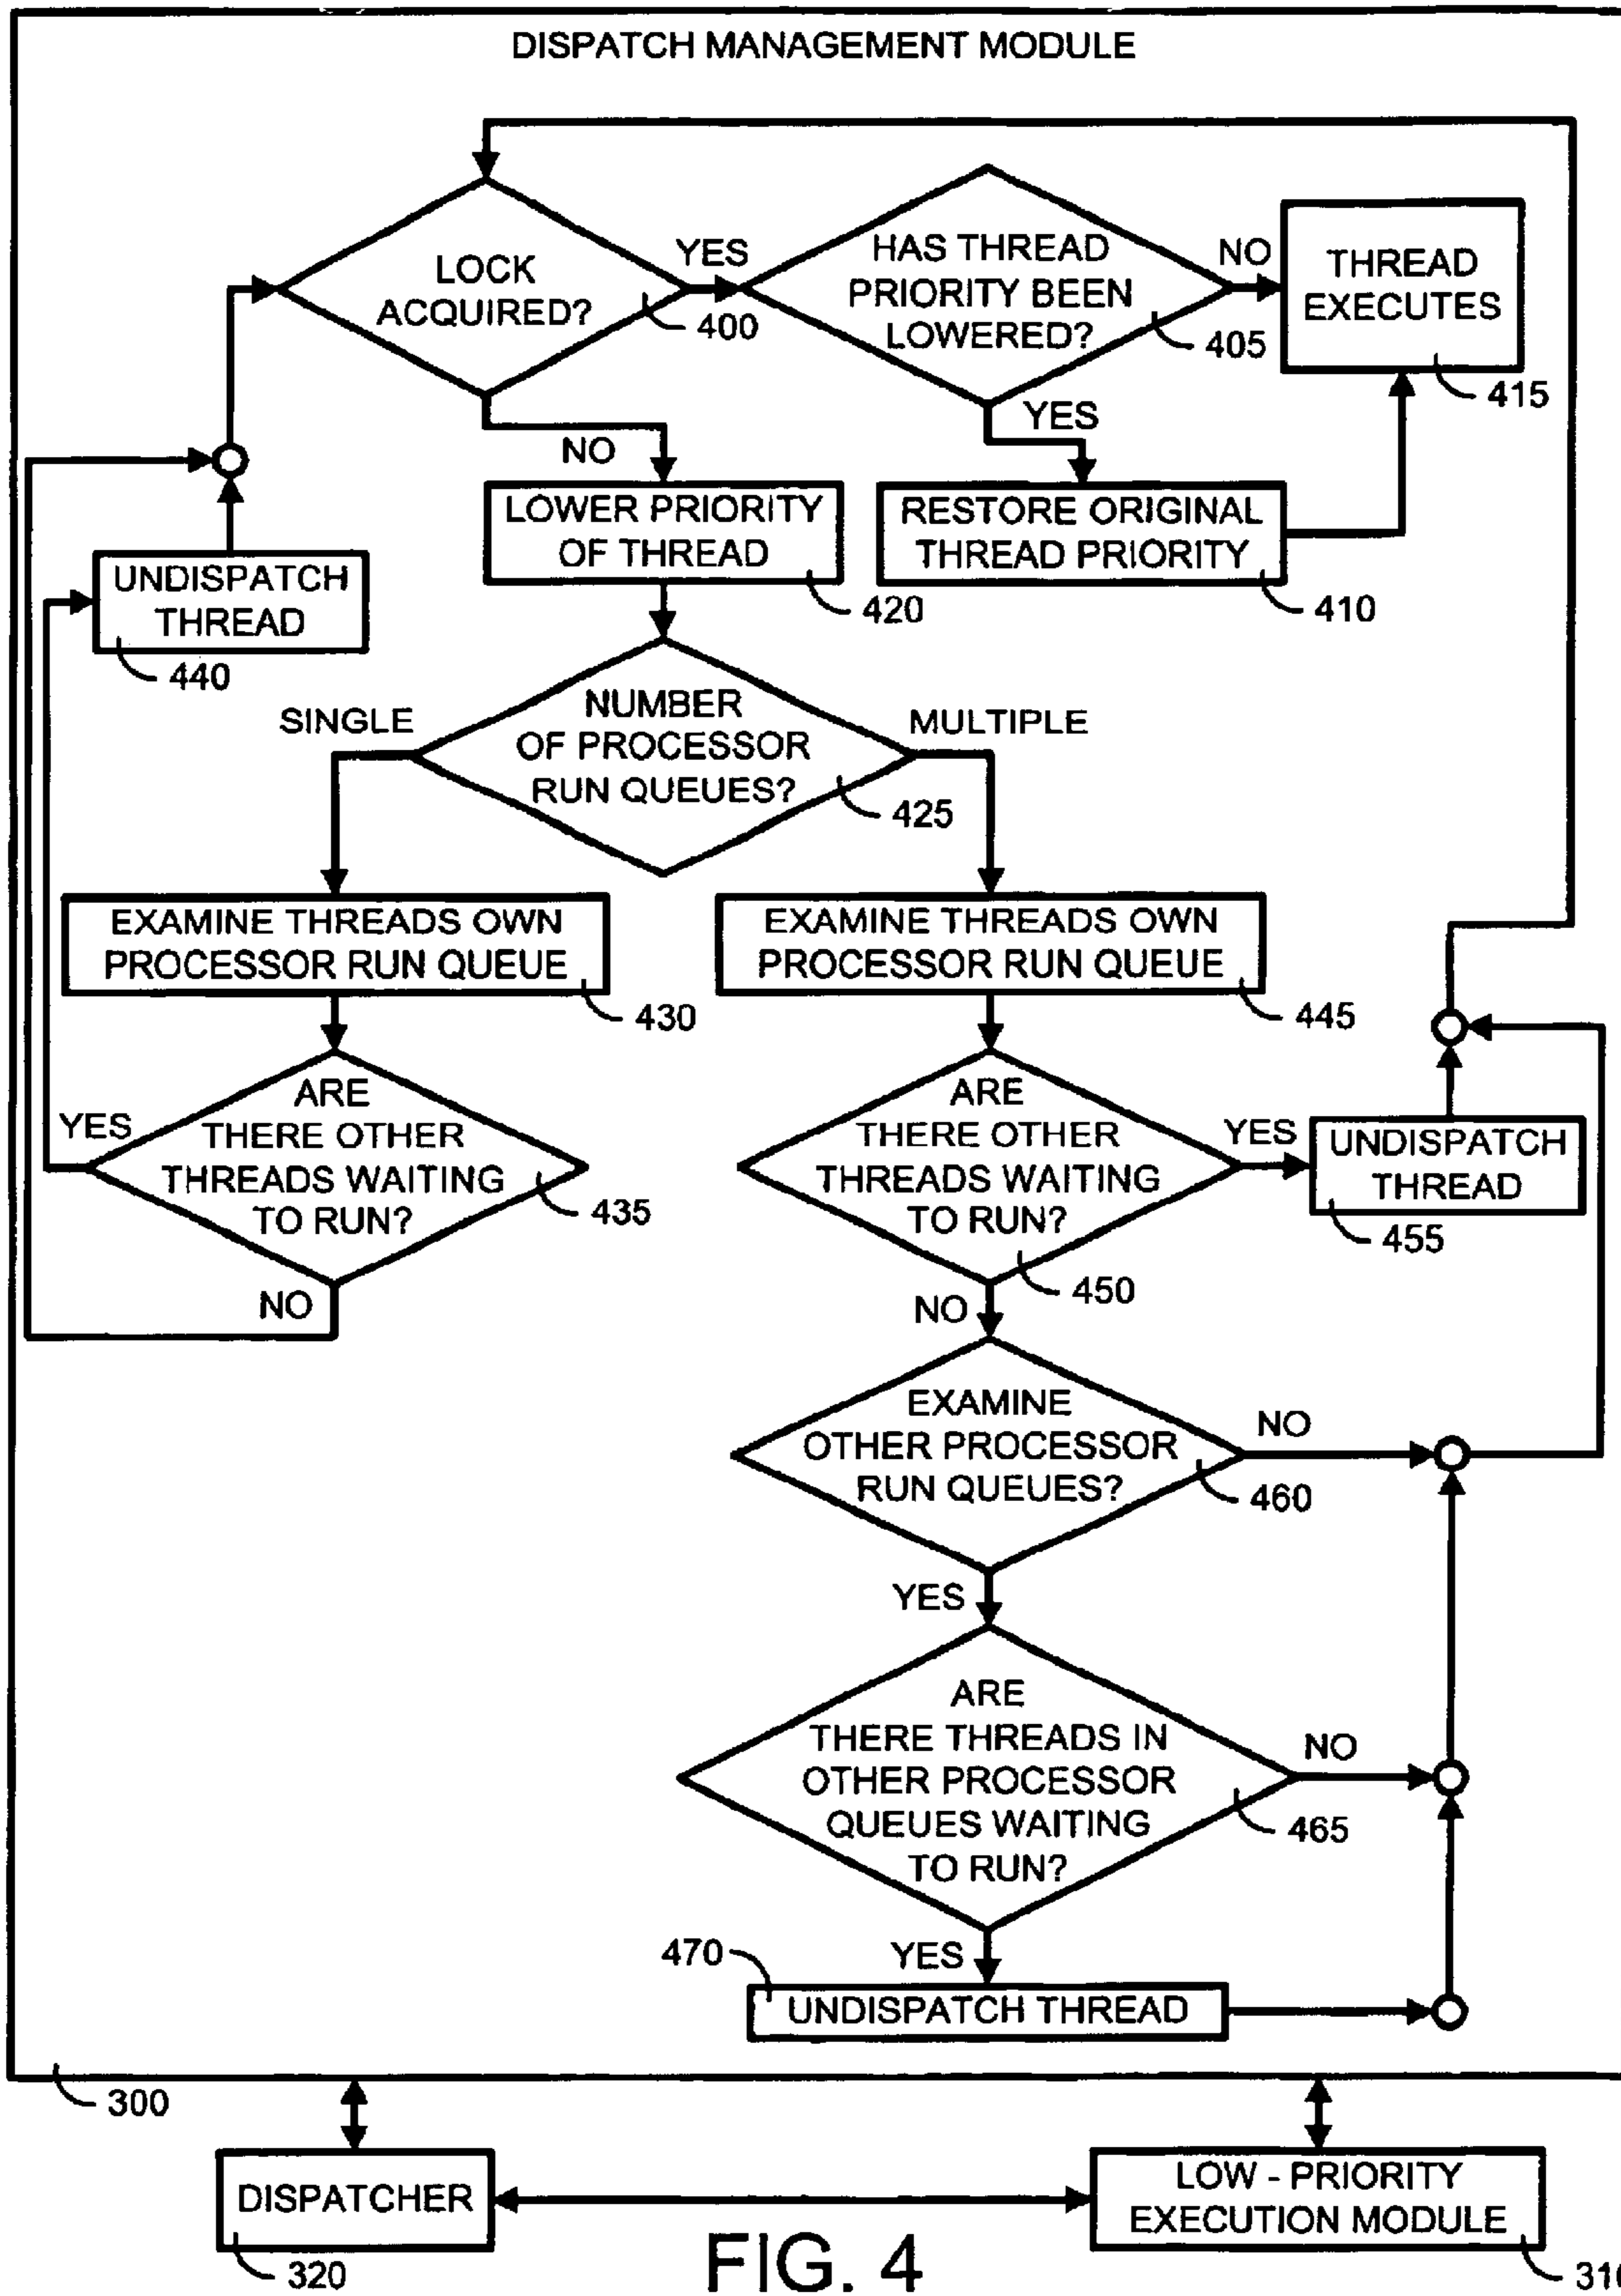 DISPATCH MANAGEMENT MODULE
LOCK
ACQUIRED?
400
YES
HAS THREAD
PRIORITY BEEN
LOWERED?
405
NO
THREAD
EXECUTES
415
NO
YES
LOWER PRIORITY
OF THREAD
420
RESTORE ORIGINAL
THREAD PRIORITY
410
UNDISPATCH
THREAD
440
SINGLE
NUMBER
OF PROCESSOR
RUN QUEUES?
425
MULTIPLE
EXAMINE THREADS OWN
PROCESSOR RUN QUEUE
430
EXAMINE THREADS OWN
PROCESSOR RUN QUEUE
445
YES
ARE
THERE OTHER
THREADS WAITING
TO RUN?
435
NO
ARE
THERE OTHER
THREADS WAITING
TO RUN?
450
YES
UNDISPATCH
THREAD
455
NO
EXAMINE
OTHER PROCESSOR
RUN QUEUES?
460
NO
YES
ARE
THERE THREADS IN
OTHER PROCESSOR
QUEUES WAITING
TO RUN?
465
NO
YES
470
UNDISPATCH THREAD
300
DISPATCHER
320
LOW - PRIORITY
EXECUTION MODULE
310
FIG. 4